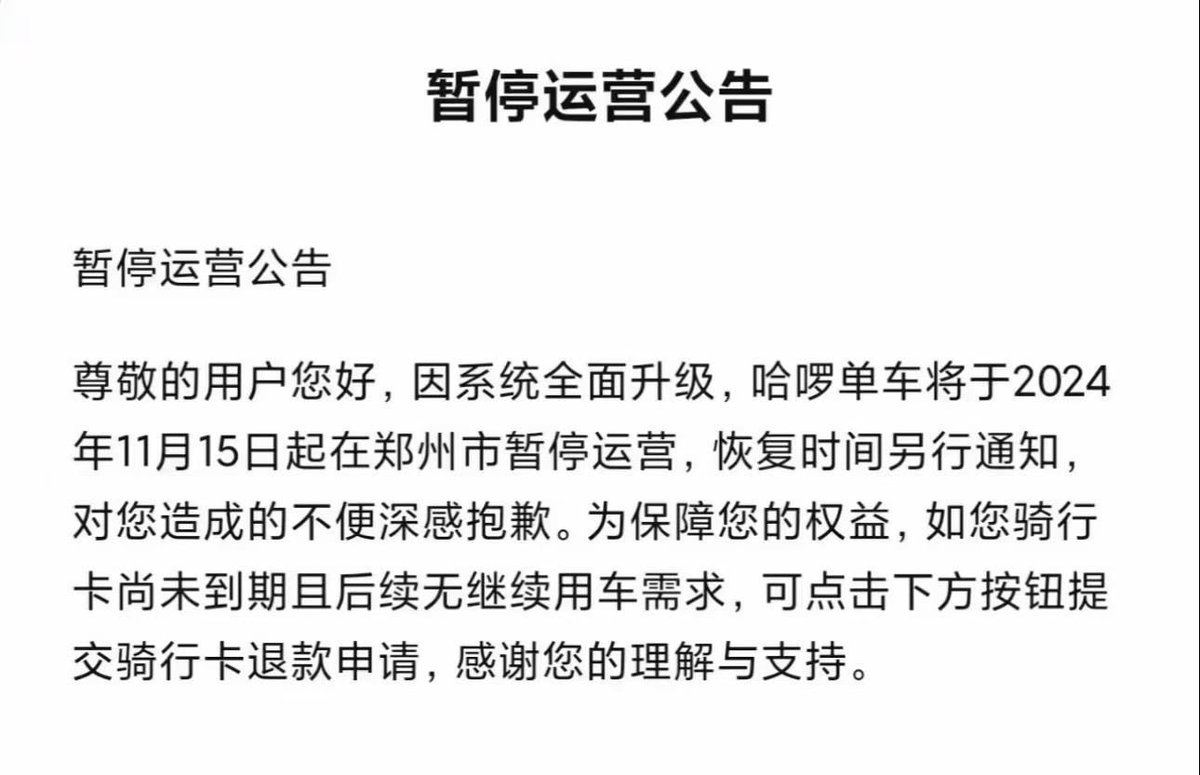 暂停运营公告
暂停运营公告
尊敬的用户您好，因系统全面升级，哈啰单车将于2024
年11月15日起在郑州市暂停运营，恢复时间另行通知，
对您造成的不便深感抱歉。为保障您的权益，如您骑行
卡尚未到期且后续无继续用车需求，可点击下方按钮提
交骑行卡退款申请，感谢您的理解与支持。